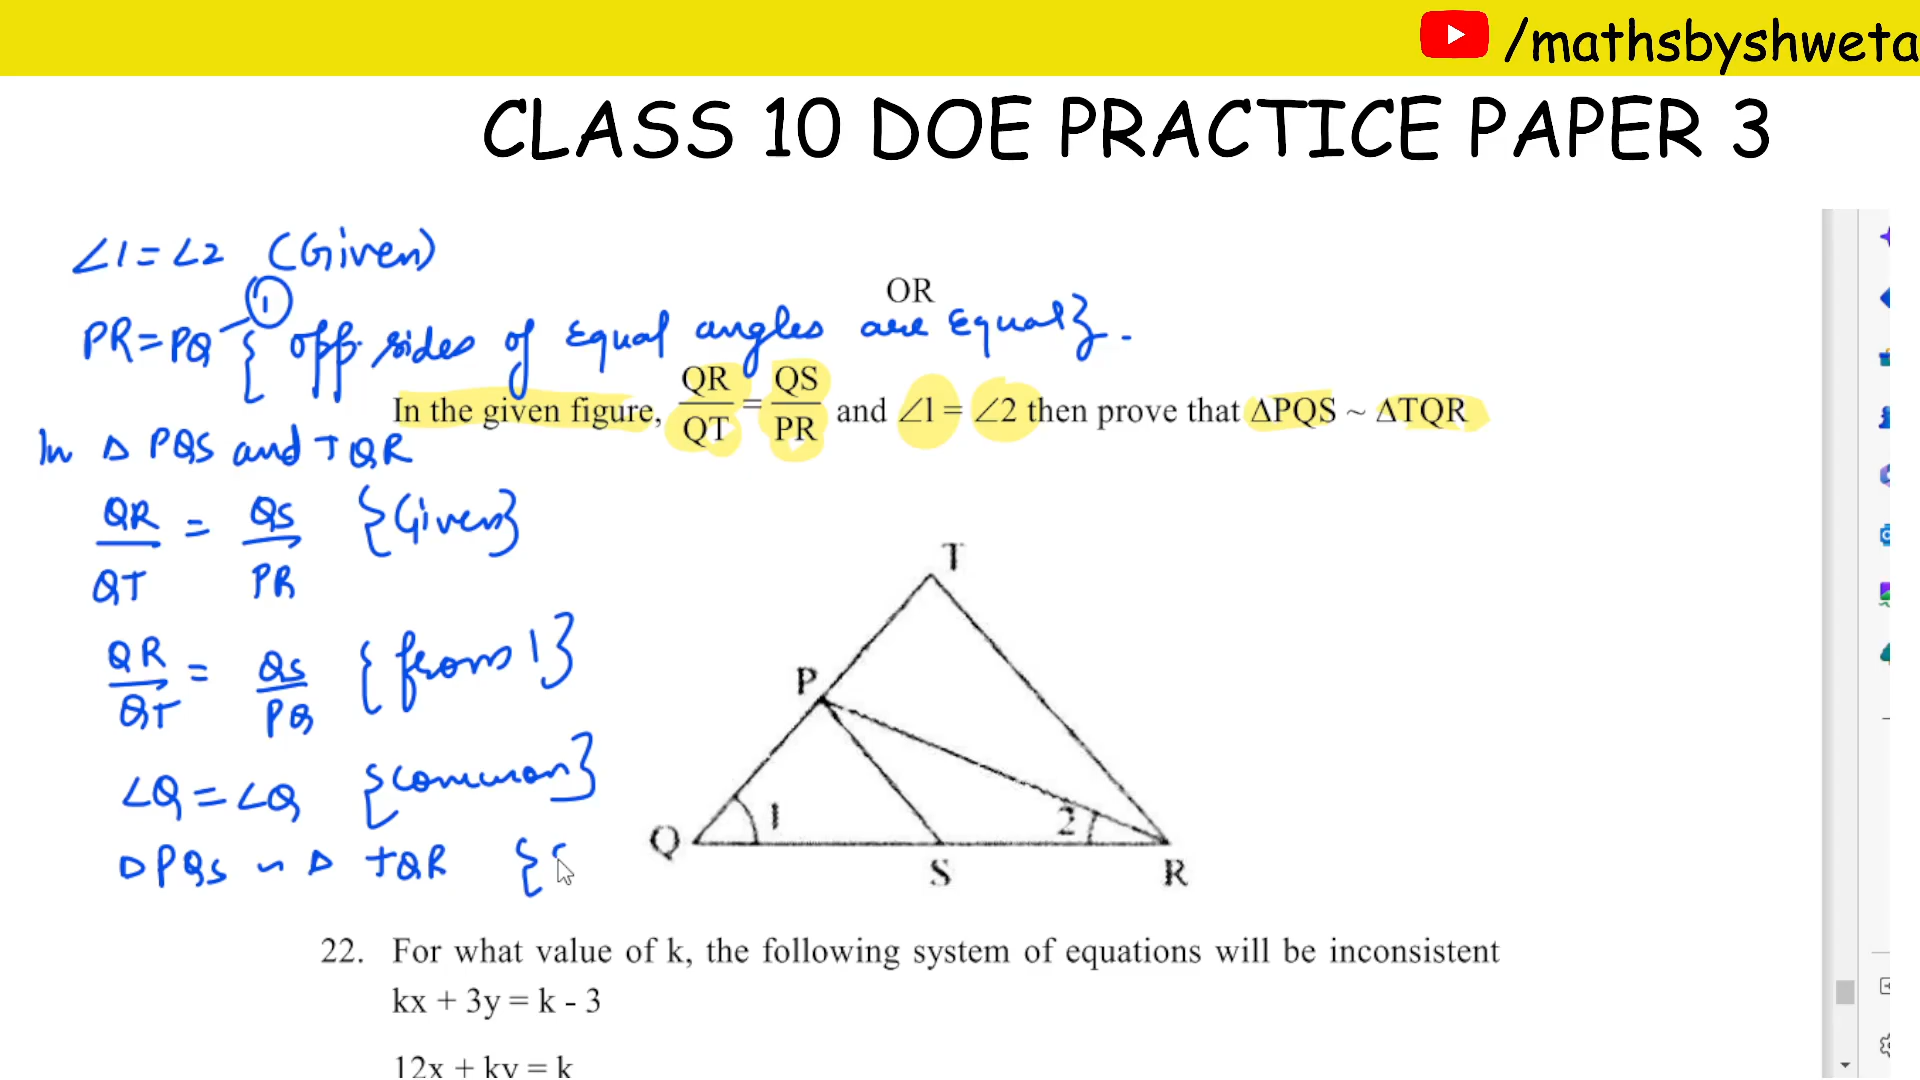 /mathsbyshweta
CLASS 10 DOE PRACTICE PAPER 3
∠1 = ∠2 (Given)
OR
1
PR = PQ { opp. sides of equal angles are equal}.
In the given figure, QR/QT = QS/PR and ∠1 = ∠2 then prove that ΔPQS ~ ΔTQR
In Δ PQS and TQR
QR/QT = QS/PR {Given}
QR/QT = QS/PQ {from 1}
∠Q = ∠Q {common}
Δ PQS ~ Δ TQR {S
T
P
1
2
Q
S
R
22. For what value of k, the following system of equations will be inconsistent
kx + 3y = k - 3
12x + ky = k